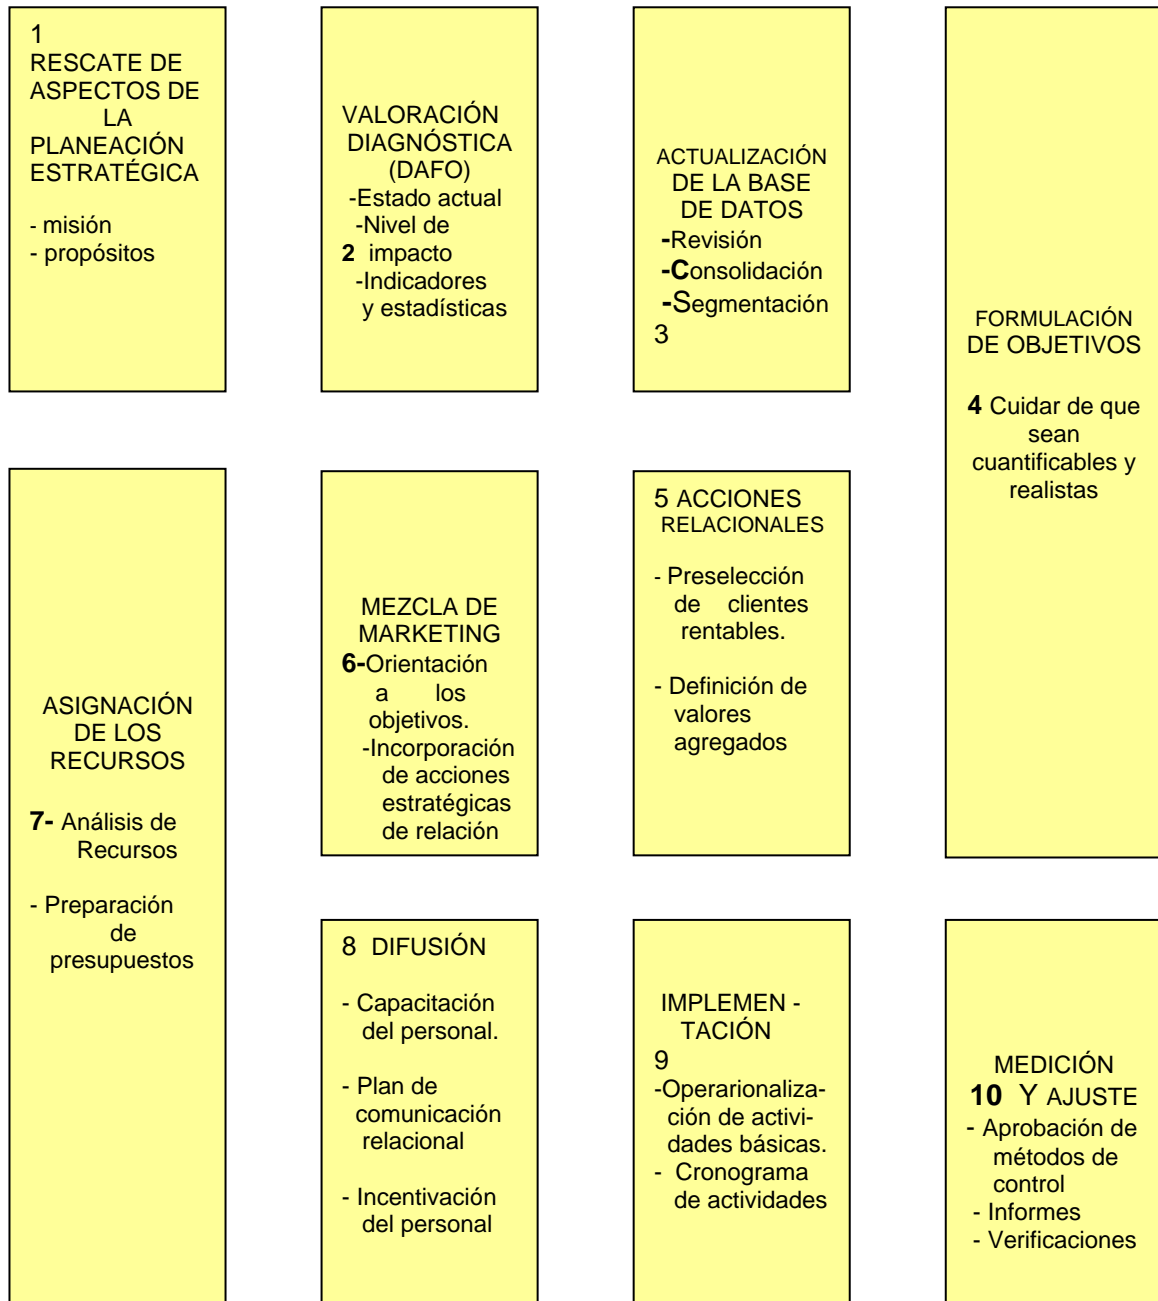 1
RESCATE DE
ASPECTOS DE
LA
PLANEACIÓN
ESTRATÉGICA
- misión
- propósitos
VALORACIÓN
DIAGNÓSTICA
(DAFO)
-Estado actual
-Nivel de
2 impacto
-Indicadores
y estadísticas
ACTUALIZACIÓN
DE LA BASE
DE DATOS
-Revisión
-Consolidación
-Segmentación
3
FORMULACIÓN
DE OBJETIVOS
4 Cuidar de que
sean
cuantificables y
realistas
5 ACCIONES
RELACIONALES
- Preselección
de clientes
rentables.
- Definición de
valores
agregados
MEZCLA DE
MARKETING
6-Orientación
a los
objetivos.
-Incorporación
de acciones
estratégicas
de relación
ASIGNACIÓN
DE LOS
RECURSOS
7- Análisis de
Recursos
- Preparación
de
presupuestos
8 DIFUSIÓN
- Capacitación
del personal.
- Plan de
comunicación
relacional
- Incentivación
del personal
IMPLEMEN -
TACIÓN
9
-Operarionaliza-
ción de activi-
dades básicas.
- Cronograma
de actividades
MEDICIÓN
10 Y AJUSTE
- Aprobación de
métodos de
control
- Informes
- Verificaciones